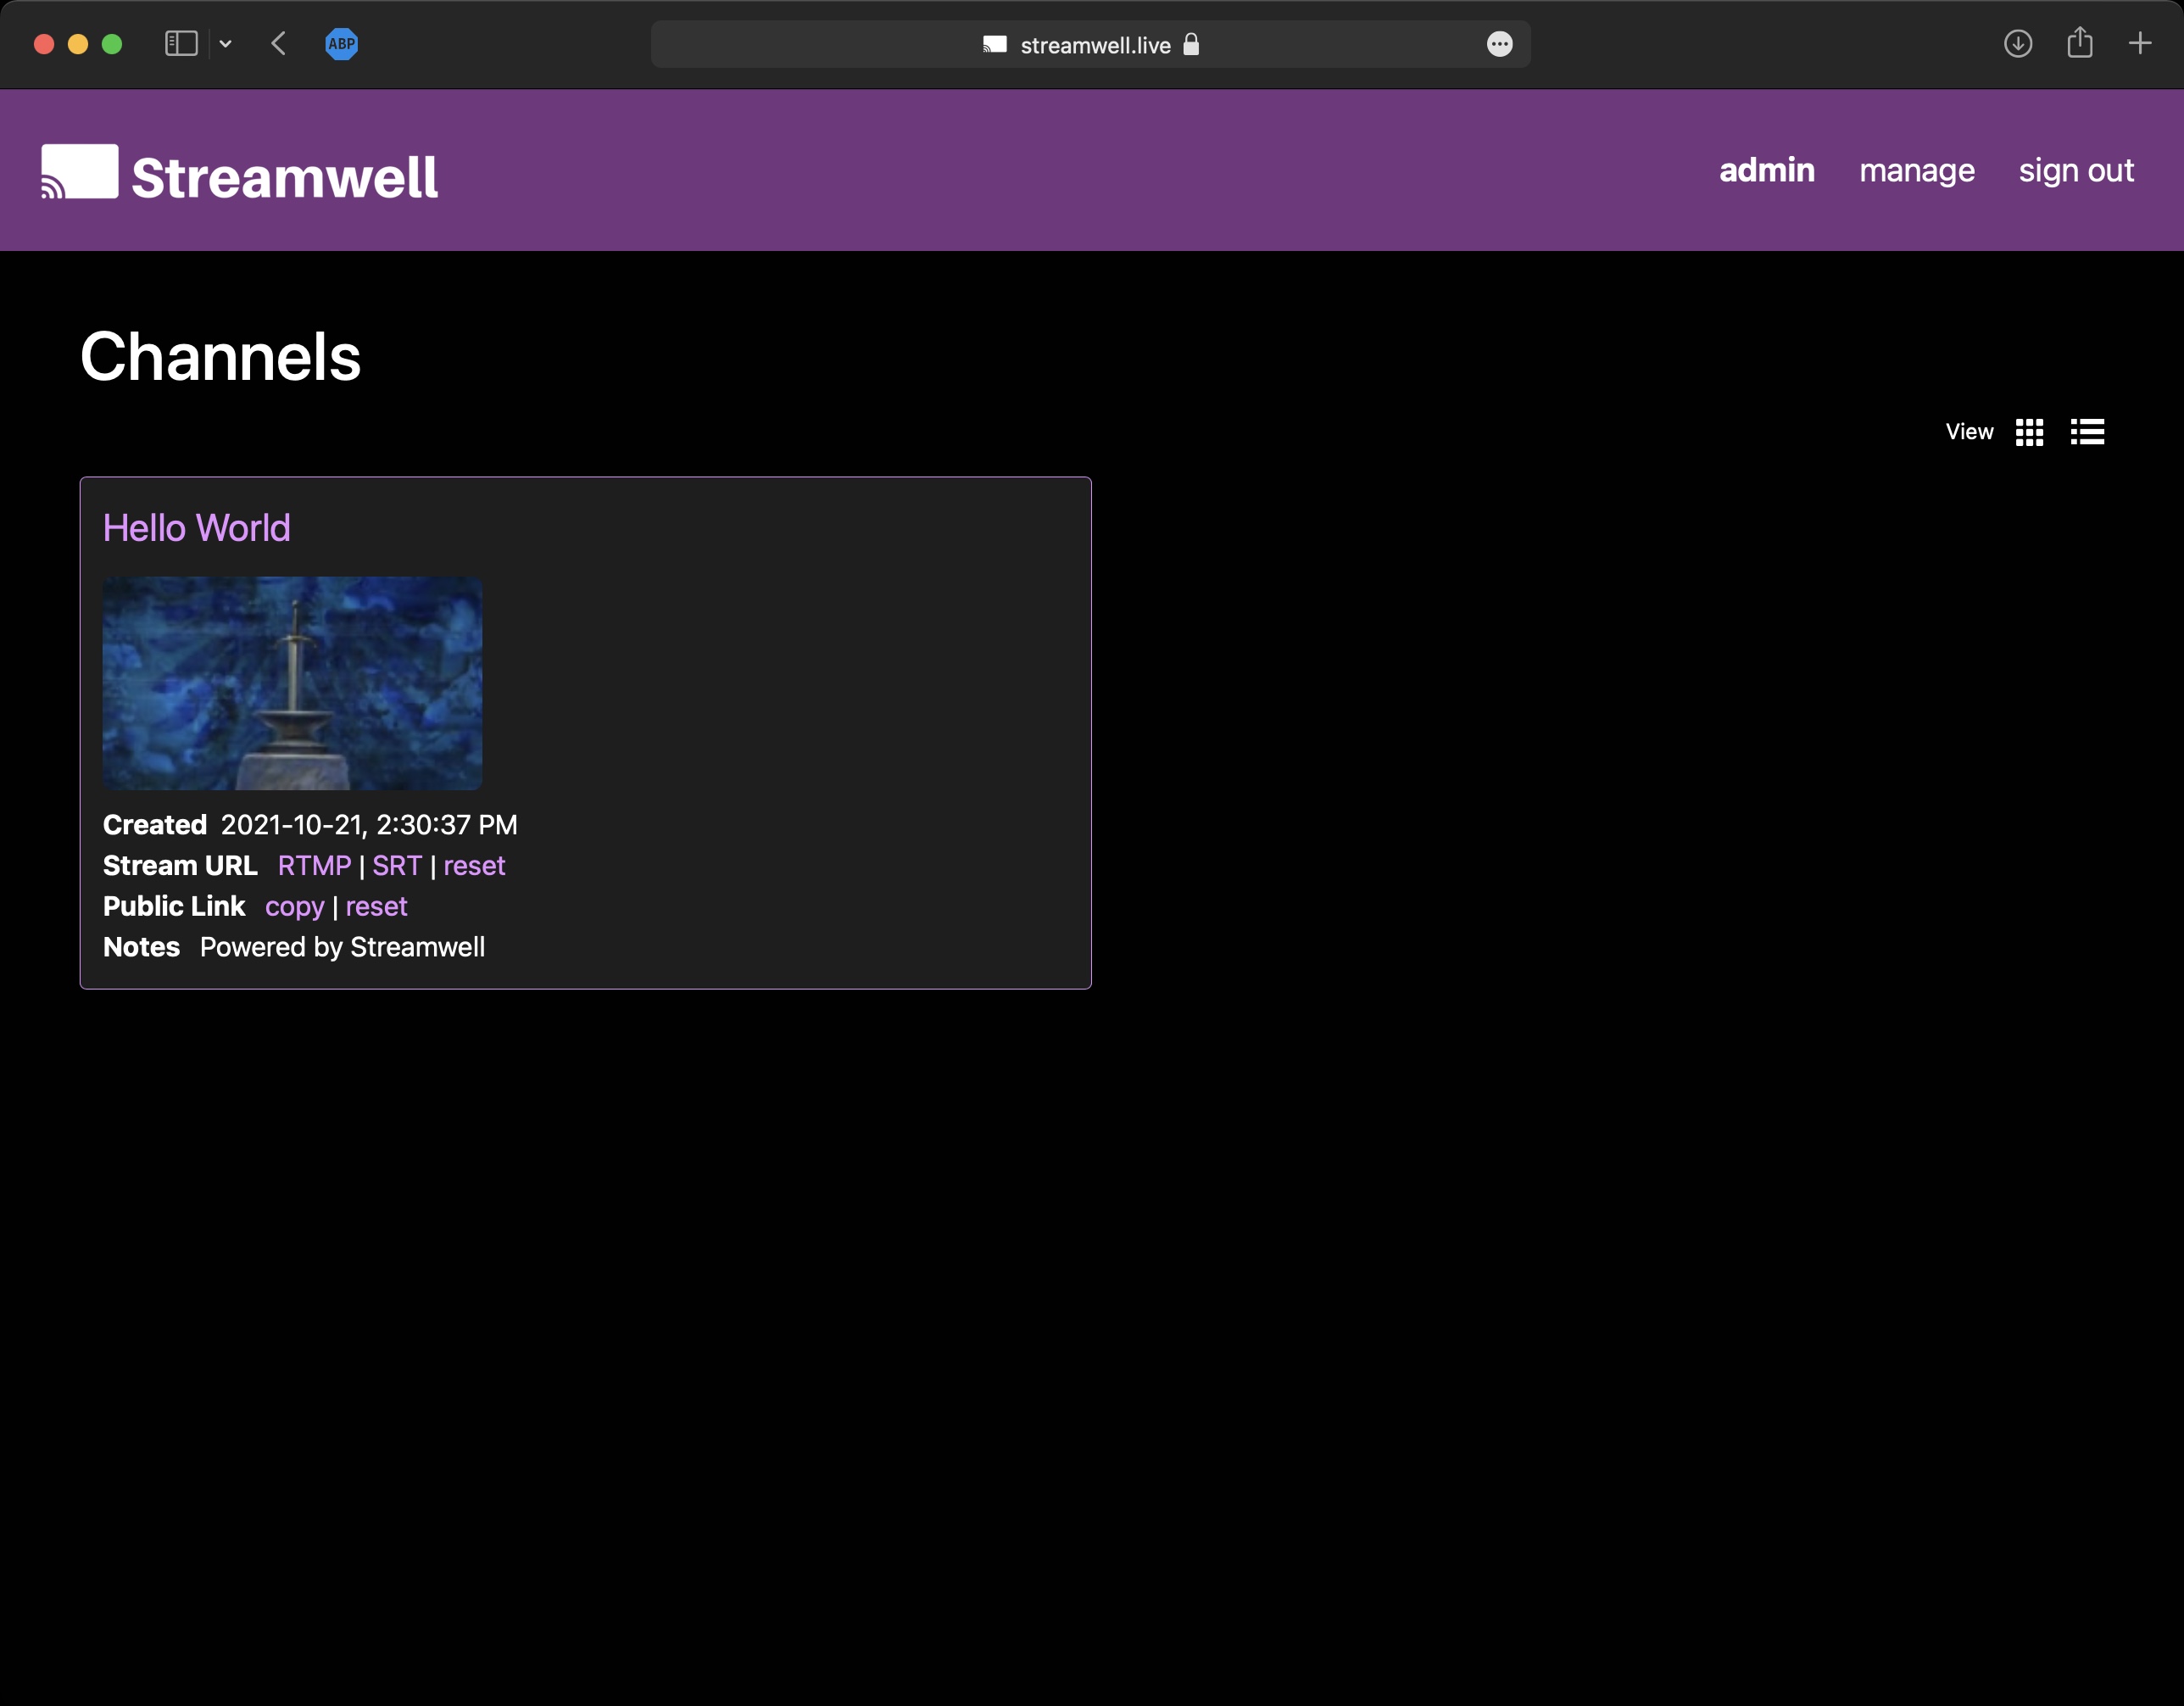 ABP
streamwell.live
Streamwell
admin manage sign out
Channels
View
Hello World
Created 2021-10-21, 2:30:37 PM
Stream URL RTMP | SRT | reset
Public Link copy | reset
Notes Powered by Streamwell